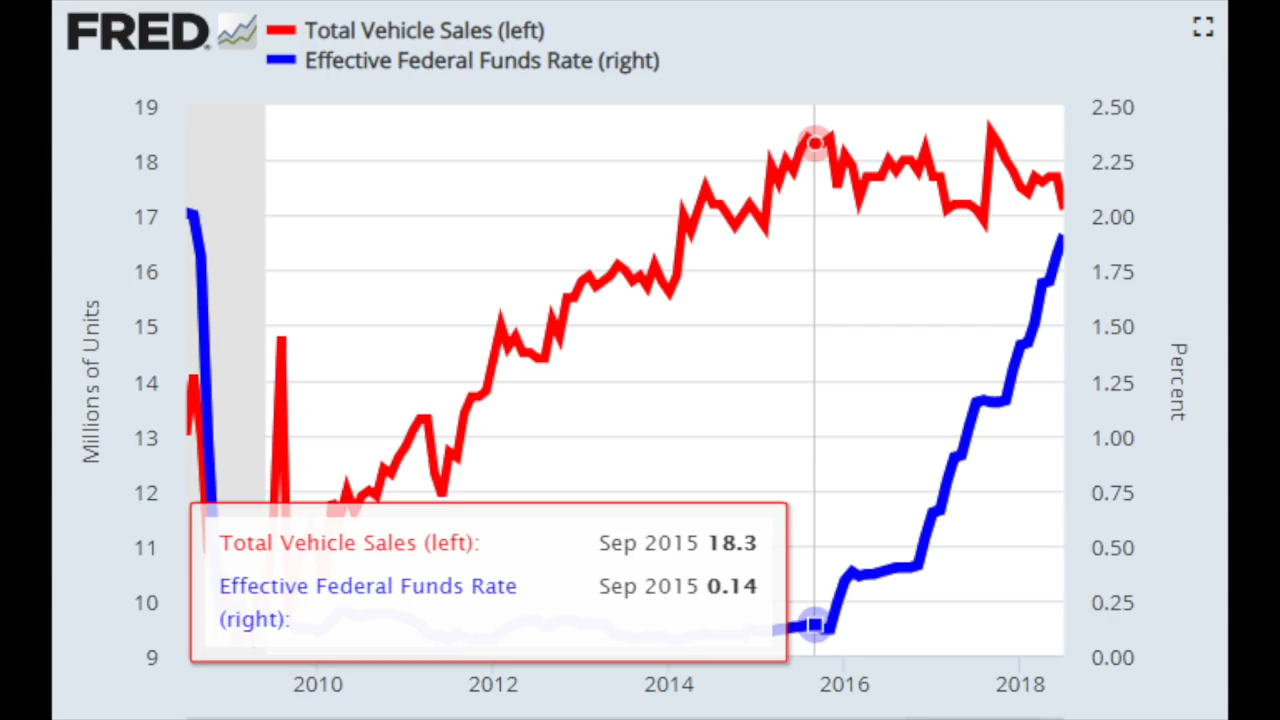 FRED
Total Vehicle Sales (left)
Effective Federal Funds Rate (right)
19
18
17
16
15
14
13
12
11
10
9
Millions of Units
2.50
2.25
2.00
1.75
1.50
1.25
1.00
0.75
0.50
0.25
0.00
Percent
Total Vehicle Sales (left): Sep 2015 18.3
Effective Federal Funds Rate Sep 2015 0.14
(right):
2010 2012 2014 2016 2018